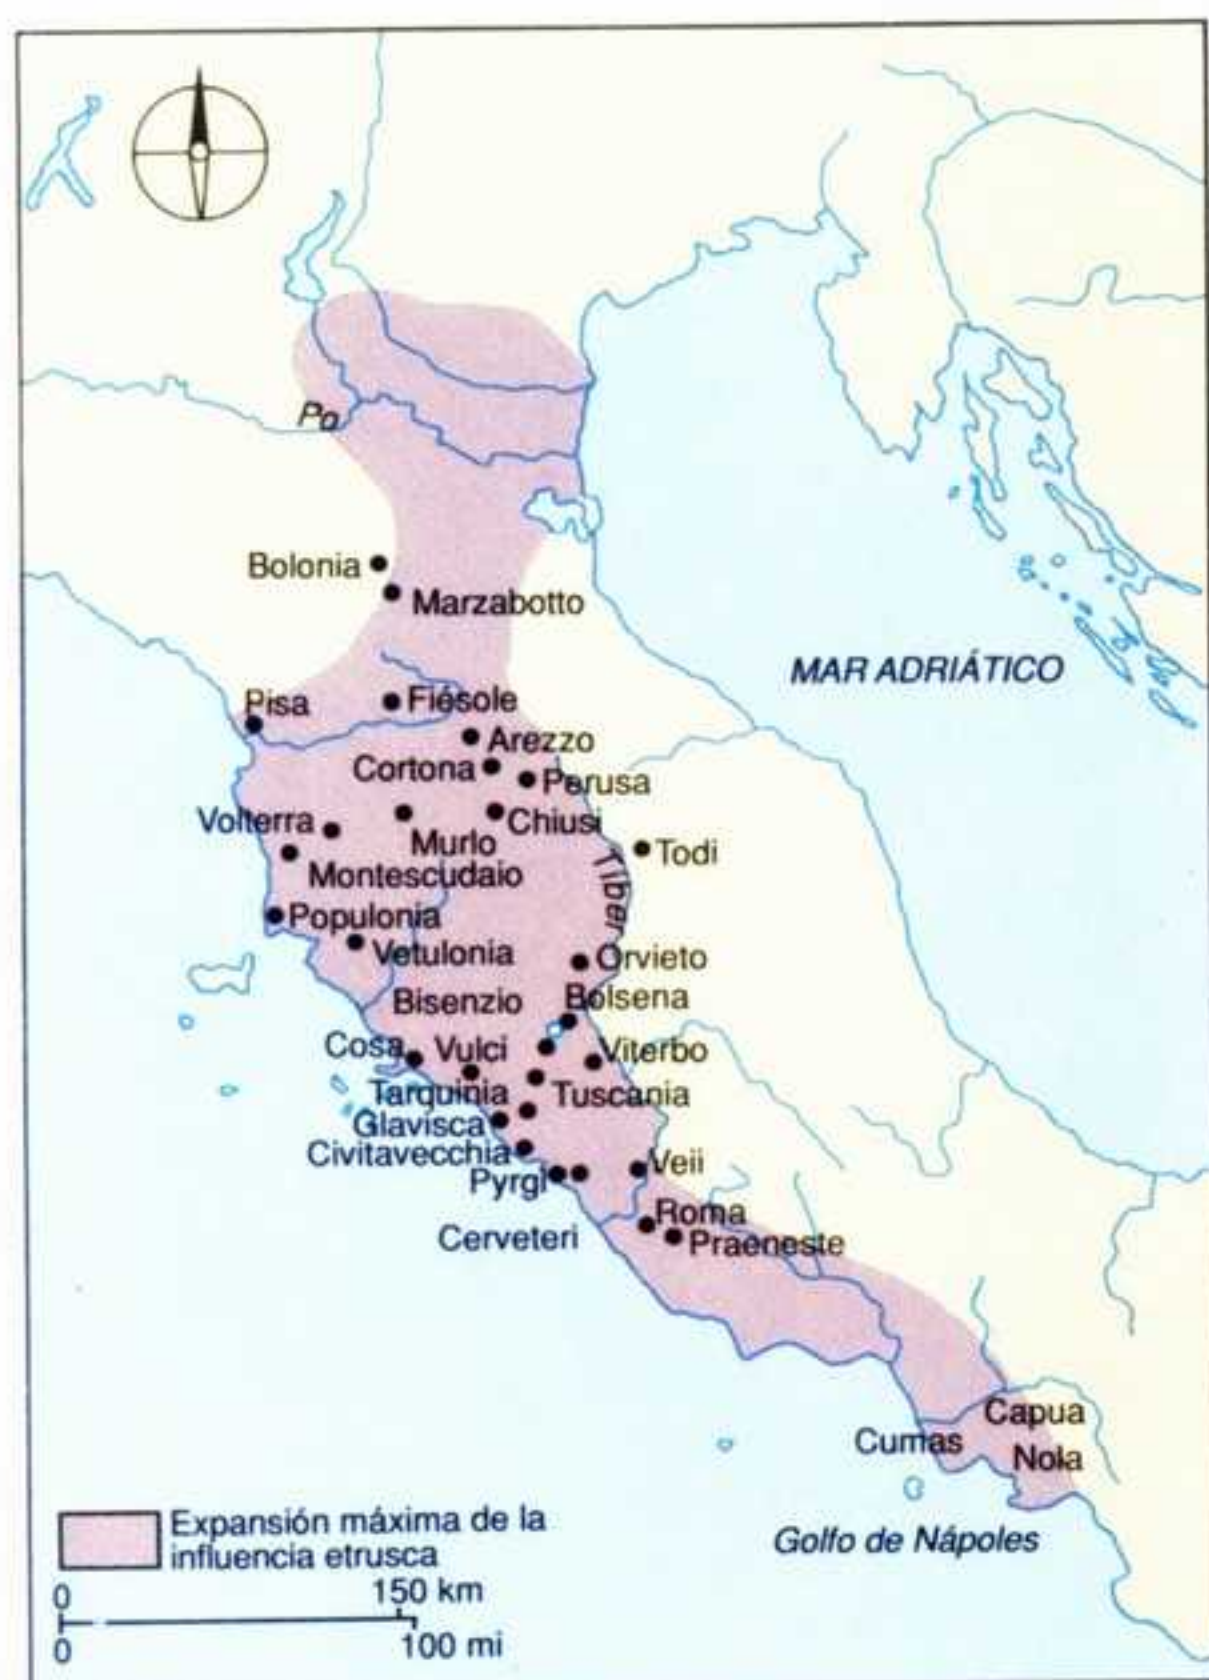 Po
Bolonia
Marzabotto
MAR ADRIÁTICO
Pisa
Fiésole
Arezzo
Cortona
Perusa
Volterra
Chiusi
Murlo
Todi
Montescudaio
Tiber
Populonia
Vetulonia
Orvieto
Bisenzio
Bolsena
Cosa
Vulci
Viterbo
Tarquinia
Tuscania
Glavisca
Civitavecchia
Pyrgi
Veii
Roma
Cerveteri
Praeneste
Capua
Cumas
Nola
Golfo de Nápoles
Expansión máxima de la
influencia etrusca
0 150 km
0 100 mi